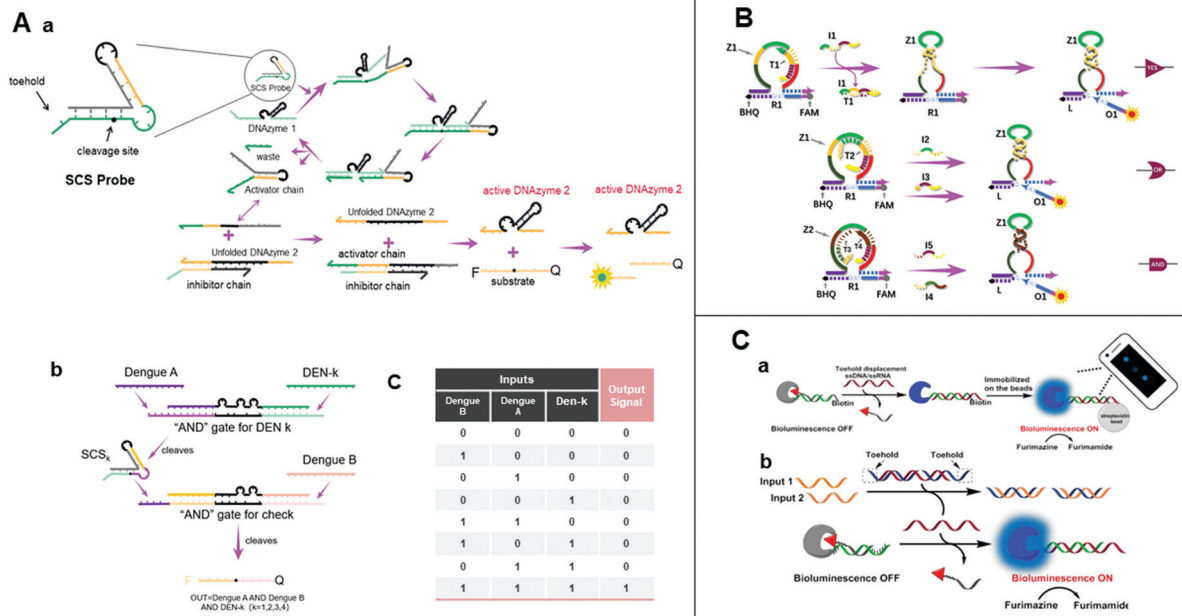 A a
toehold
cleavage site
SCS Probe
SCS Probe
DNAzyme 1
waste
Activator chain
+
Unfolded DNAzyme 2
inhibitor chain
Unfolded DNAzyme 2
+
activator chain
inhibitor chain
active DNAzyme 2
+
F Q
substrate
active DNAzyme 2
Q
b
Dengue A DEN-k
"AND" gate for DEN k
SCSk
cleaves
Dengue B
"AND" gate for check
cleaves
F Q
OUT=Dengue A AND Dengue B
AND DEN-k (k=1,2,3,4)
C
Inputs Output Signal
Dengue B Dengue A Den-k
0 0 0 0
1 0 0 0
0 1 0 0
0 0 1 0
1 1 0 0
1 0 1 0
0 1 1 0
1 1 1 1
B
Z1 T1 I1 I1 T1 Z1 Z1 YES
BHQ R1 FAM R1 L O1
Z1 T2 I2 I3 Z1 OR
BHQ R1 FAM L O1
Z2 T3 T4 I5 I4 Z1 AND
BHQ R1 FAM L O1
C
a
Toehold displacement
ssDNA/ssRNA
Biotin
Bioluminescence OFF
Biotin
Immobilized
on the beads
streptavidin
bead
Bioluminescence ON
Furimazine Furimamide
b
Toehold Toehold
Input 1
Input 2
Bioluminescence OFF
Bioluminescence ON
Furimazine Furimamide